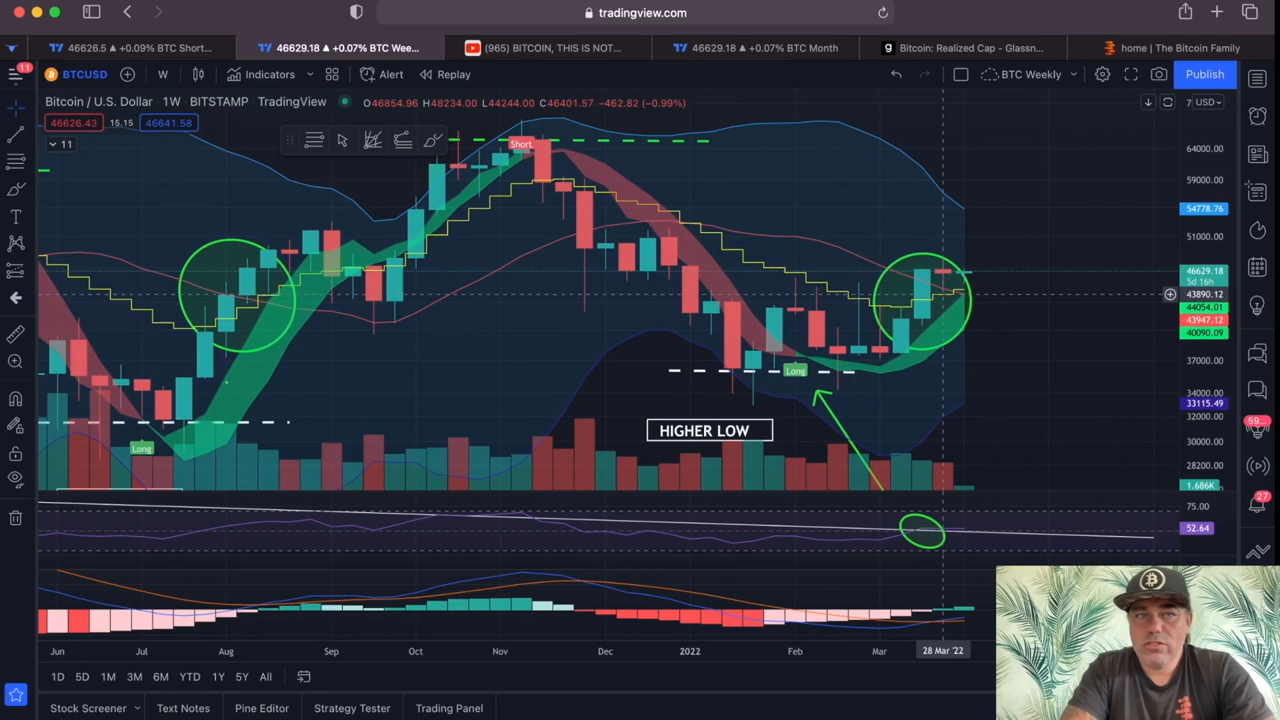 tradingview.com
46626.5 ▲ +0.09% BTC Short...
46629.18 ▲ +0.07% BTC Wee...
(965) BITCOIN, THIS IS NOT...
46629.18 ▲ +0.07% BTC Month
Bitcoin: Realized Cap - Glassn...
home | The Bitcoin Family
11
BTCUSD
W
Indicators
Alert
Replay
BTC Weekly
Publish
Bitcoin / U.S. Dollar · 1W · BITSTAMP · TradingView
O46854.96 H48234.00 L44244.00 C46401.57 −462.82 (−0.99%)
7
USD
46626.43
15.15
46641.58
11
Short
64000.00
59000.00
54778.76
51000.00
46629.18
5d 16h
43890.12
44054.01
43947.12
40090.09
37000.00
Long
34000.00
33115.49
32000.00
HIGHER LOW
Long
30000.00
59...
28200.00
1.686K
27
75.00
52.64
Jun
Jul
Aug
Sep
Oct
Nov
Dec
2022
Feb
Mar
28 Mar '22
1D
5D
1M
3M
6M
YTD
1Y
5Y
All
Stock Screener
Text Notes
Pine Editor
Strategy Tester
Trading Panel